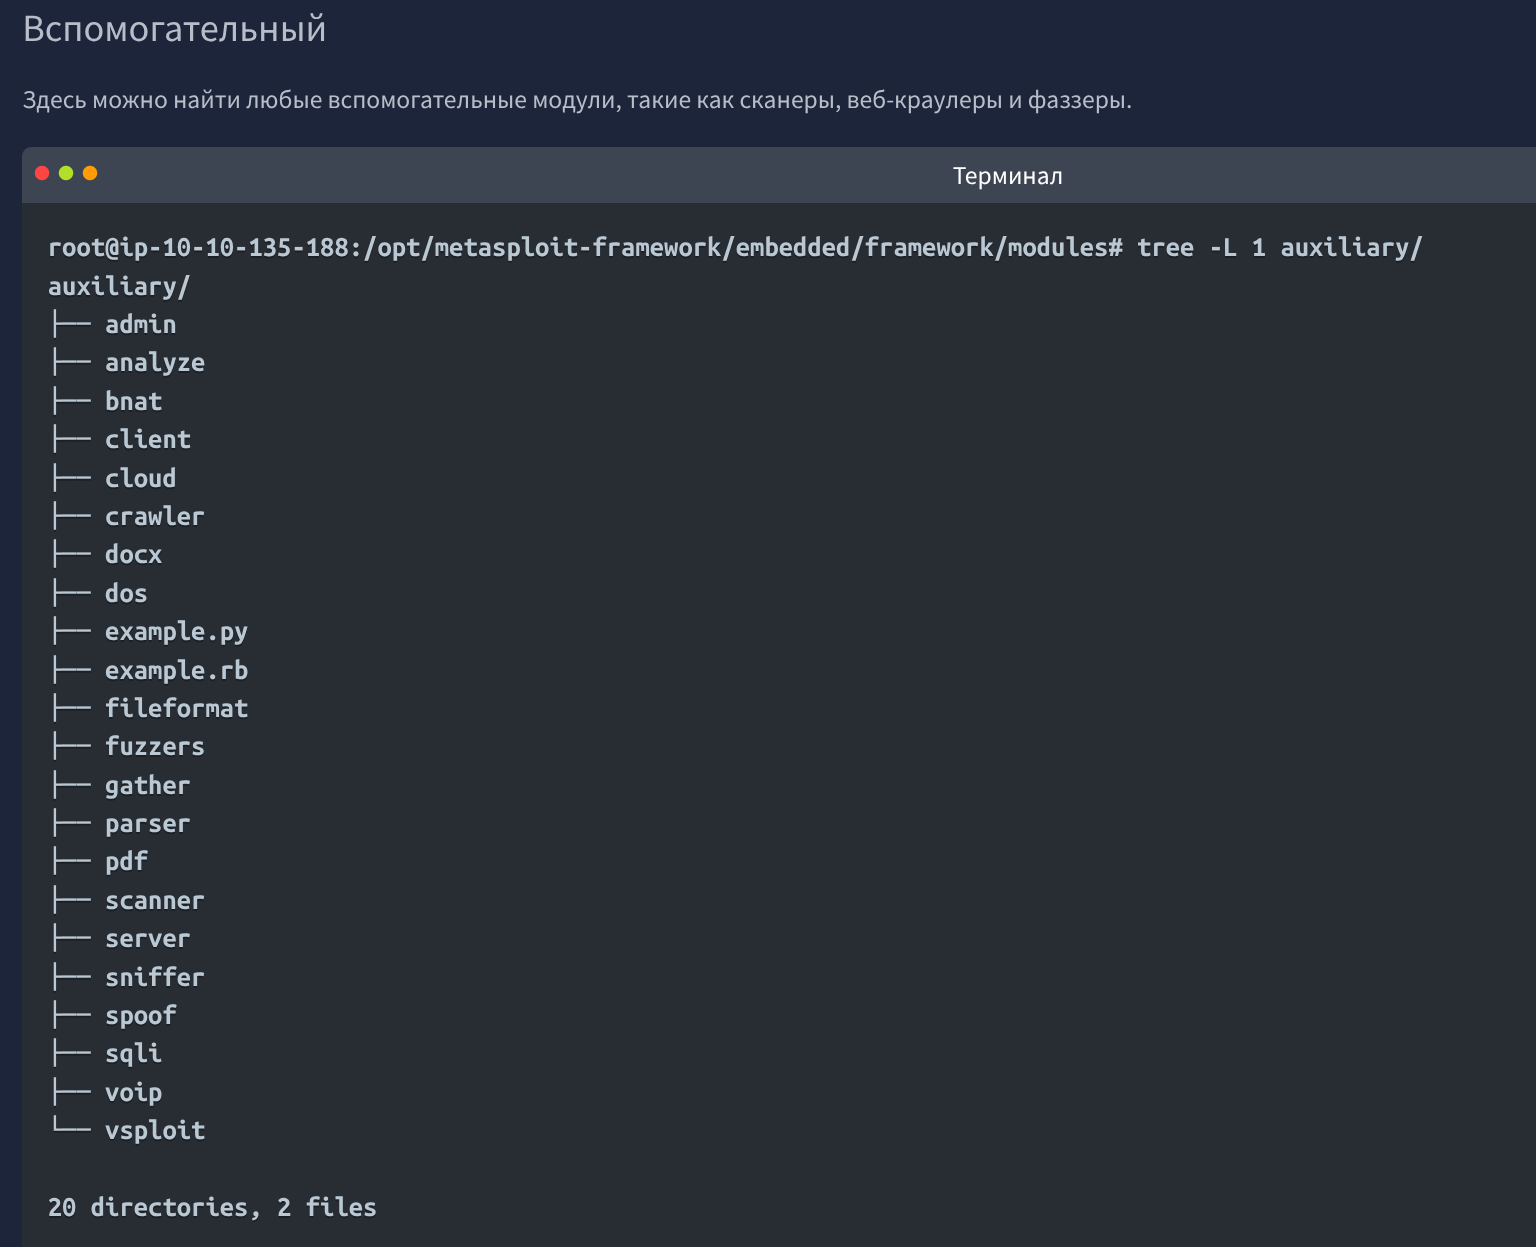 Вспомогательный
Здесь можно найти любые вспомогательные модули, такие как сканеры, веб-краулеры и фаззеры.
Терминал
root@ip-10-10-135-188:/opt/metasploit-framework/embedded/framework/modules# tree -L 1 auxiliary/
auxiliary/
├── admin
├── analyze
├── bnat
├── client
├── cloud
├── crawler
├── docx
├── dos
├── example.py
├── example.rb
├── fileformat
├── fuzzers
├── gather
├── parser
├── pdf
├── scanner
├── server
├── sniffer
├── spoof
├── sqli
├── voip
└── vsploit
20 directories, 2 files